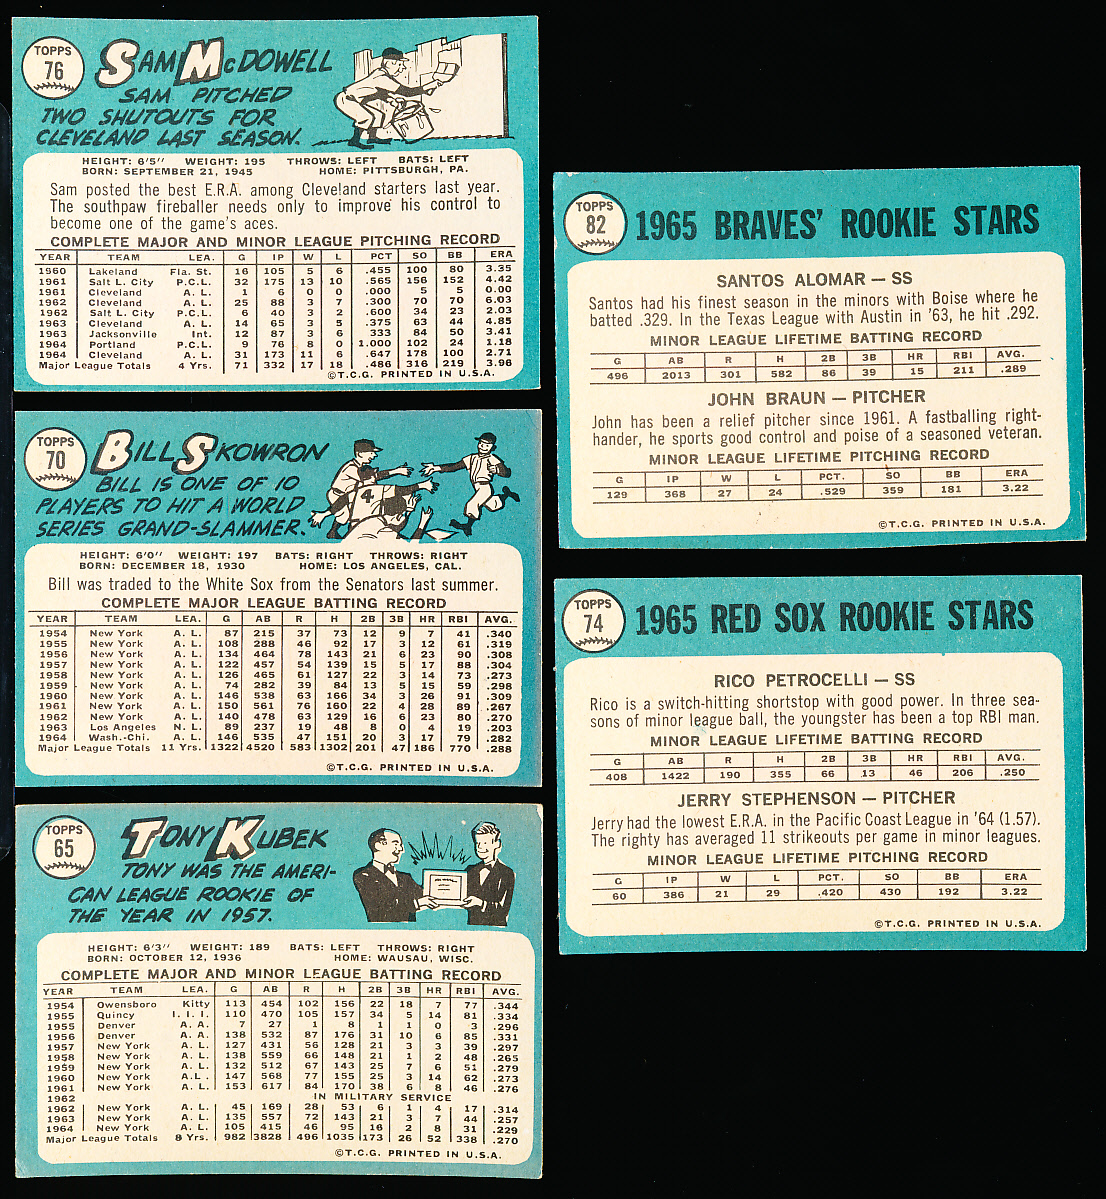 TOPPS
76
SAM McDOWELL
SAM PITCHED
TWO SHUTOUTS FOR
CLEVELAND LAST SEASON.
HEIGHT: 6'5" WEIGHT: 195 THROWS: LEFT BATS: LEFT
BORN: SEPTEMBER 21, 1945 HOME: PITTSBURGH, PA.
Sam posted the best E.R.A. among Cleveland starters last year.
The southpaw fireballer needs only to improve his control to
become one of the game's aces.
COMPLETE MAJOR AND MINOR LEAGUE PITCHING RECORD
YEAR TEAM LEA. G IP W L PCT SO BB ERA
1960 Lakeland Fla. St. 16 105 5 6 .455 100 80 3.35
1961 Salt L. City P.C.L. 32 175 13 10 .565 156 152 4.42
1961 Cleveland A. L. 1 6 0 0 .000 5 5 0.00
1962 Cleveland A. L. 25 88 3 7 .300 70 70 6.03
1962 Salt L. City P.C.L. 6 40 3 2 .600 34 23 2.03
1963 Cleveland A. L. 14 65 3 5 .375 63 44 4.85
1963 Jacksonville Int. 12 87 3 6 .333 84 50 3.41
1964 Portland P.C.L. 9 76 8 0 1.000 102 24 1.18
1964 Cleveland A. L. 31 173 11 6 .647 178 100 2.71
Major League Totals 4 Yrs. 71 332 17 18 .486 316 219 3.96
©T.C.G. PRINTED IN U.S.A.
TOPPS
70
BILL SKOWRON
BILL IS ONE OF 10
PLAYERS TO HIT A WORLD
SERIES GRAND-SLAMMER.
4
HEIGHT: 6'0" WEIGHT: 197 BATS: RIGHT THROWS: RIGHT
BORN: DECEMBER 18, 1930 HOME: LOS ANGELES, CAL.
Bill was traded to the White Sox from the Senators last summer.
COMPLETE MAJOR LEAGUE BATTING RECORD
YEAR TEAM LEA. G AB R H 2B 3B HR RBI AVG.
1954 New York A. L. 87 215 37 73 12 9 7 41 .340
1955 New York A. L. 108 288 46 92 17 3 12 61 .319
1956 New York A. L. 134 464 78 143 21 6 23 90 .308
1957 New York A. L. 122 457 54 139 15 5 17 88 .304
1958 New York A. L. 126 465 61 127 22 3 14 73 .273
1959 New York A. L. 74 282 39 84 13 5 15 59 .298
1960 New York A. L. 146 538 63 166 34 3 26 91 .309
1961 New York A. L. 150 561 76 160 22 4 28 89 .267
1962 New York A. L. 140 478 63 129 16 6 23 80 .270
1963 Los Angeles N. L. 89 237 19 48 8 0 4 19 .203
1964 Wash.-Chi. A. L. 146 535 47 151 20 3 17 79 .282
Major League Totals 11 Yrs. 1322 4520 583 1302 201 47 186 770 .288
©T.C.G. PRINTED IN U.S.A.
TOPPS
65
TONY KUBEK
TONY WAS THE AMERI-
CAN LEAGUE ROOKIE OF
THE YEAR IN 1957.
HEIGHT: 6'3" WEIGHT: 189 BATS: LEFT THROWS: RIGHT
BORN: OCTOBER 12, 1936 HOME: WAUSAU, WISC.
COMPLETE MAJOR AND MINOR LEAGUE BATTING RECORD
YEAR TEAM LEA. G AB R H 2B 3B HR RBI AVG.
1954 Owensboro Kitty 113 454 102 156 22 18 7 77 .344
1955 Quincy I. I. I. 110 470 105 157 34 5 14 81 .334
1955 Denver A. A. 7 27 1 8 1 1 0 3 .296
1956 Denver A. A. 138 532 87 176 31 10 6 85 .331
1957 New York A. L. 127 431 56 128 21 3 3 39 .297
1958 New York A. L. 138 559 66 148 21 1 2 48 .265
1959 New York A. L. 132 512 67 143 25 7 6 51 .279
1960 New York A.L. 147 568 77 155 25 3 14 62 .273
1961 New York A. L. 153 617 84 170 38 6 8 46 .276
1962 IN MILITARY SERVICE
1962 New York A. L. 45 169 28 53 6 1 4 17 .314
1963 New York A. L. 135 557 72 143 21 3 7 44 .257
1964 New York A. L. 105 415 46 95 16 2 8 31 .229
Major League Totals 8 Yrs. 982 3828 496 1035 173 26 52 338 .270
©T.C.G. PRINTED IN U.S.A.
TOPPS
82
1965 BRAVES' ROOKIE STARS
SANTOS ALOMAR — SS
Santos had his finest season in the minors with Boise where he
batted .329. In the Texas League with Austin in '63, he hit .292.
MINOR LEAGUE LIFETIME BATTING RECORD
G AB R H 2B 3B HR RBI AVG.
496 2013 301 582 86 39 15 211 .289
JOHN BRAUN — PITCHER
John has been a relief pitcher since 1961. A fastballing right-
hander, he sports good control and poise of a seasoned veteran.
MINOR LEAGUE LIFETIME PITCHING RECORD
G IP W L PCT. SO BB ERA
129 368 27 24 .529 359 181 3.22
©T.C.G. PRINTED IN U.S.A.
TOPPS
74
1965 RED SOX ROOKIE STARS
RICO PETROCELLI — SS
Rico is a switch-hitting shortstop with good power. In three sea-
sons of minor league ball, the youngster has been a top RBI man.
MINOR LEAGUE LIFETIME BATTING RECORD
G AB R H 2B 3B HR RBI AVG.
408 1422 190 355 66 13 46 206 .250
JERRY STEPHENSON — PITCHER
Jerry had the lowest E.R.A. in the Pacific Coast League in '64 (1.57).
The righty has averaged 11 strikeouts per game in minor leagues.
MINOR LEAGUE LIFETIME PITCHING RECORD
G IP W L PCT. SO BB ERA
60 386 21 29 .420 430 192 3.22
©T.C.G. PRINTED IN U.S.A.